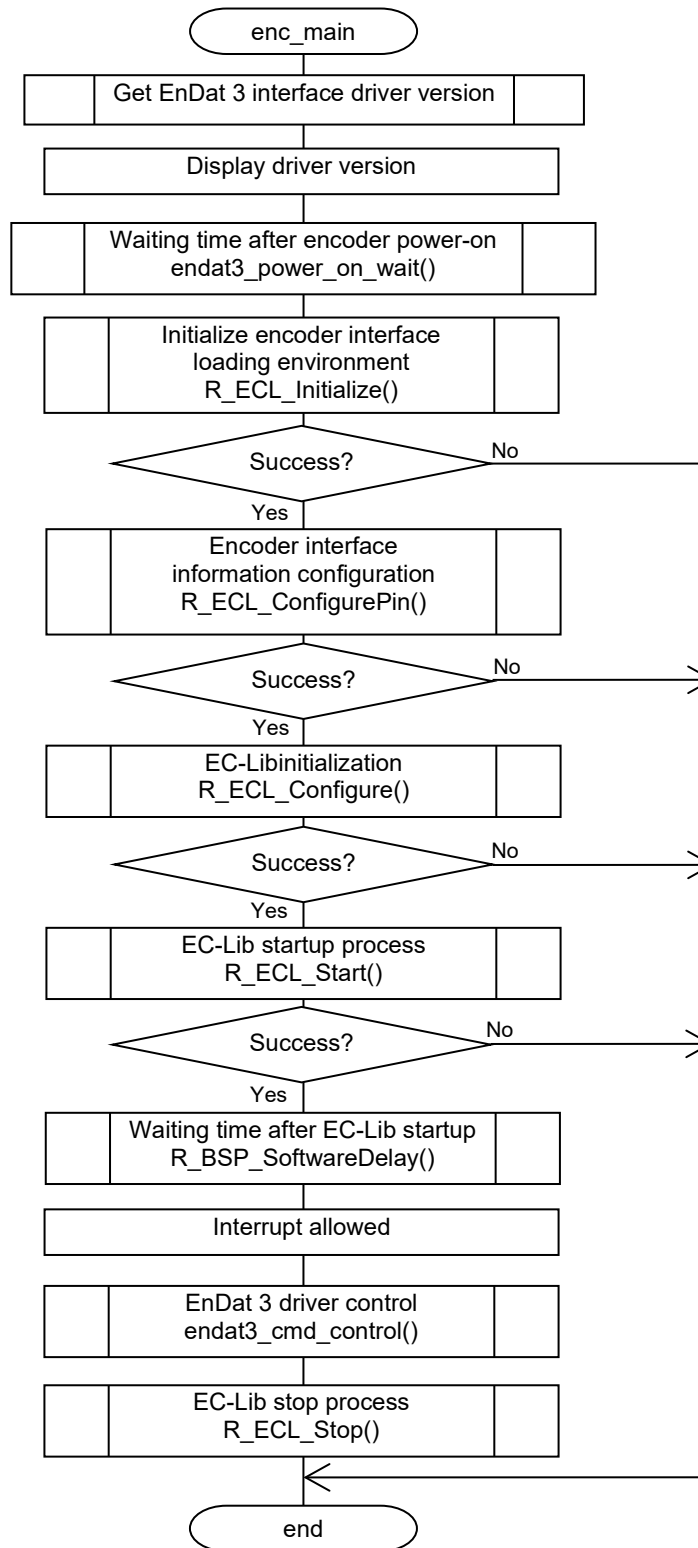 enc_main
Get EnDat 3 interface driver version
Display driver version
Waiting time after encoder power-on
endat3_power_on_wait()
Initialize encoder interface
loading environment
R_ECL_Initialize()
Success?
No
Yes
Encoder interface
information configuration
R_ECL_ConfigurePin()
Success?
No
Yes
EC-Libinitialization
R_ECL_Configure()
Success?
No
Yes
EC-Lib startup process
R_ECL_Start()
Success?
No
Yes
Waiting time after EC-Lib startup
R_BSP_SoftwareDelay()
Interrupt allowed
EnDat 3 driver control
endat3_cmd_control()
EC-Lib stop process
R_ECL_Stop()
end